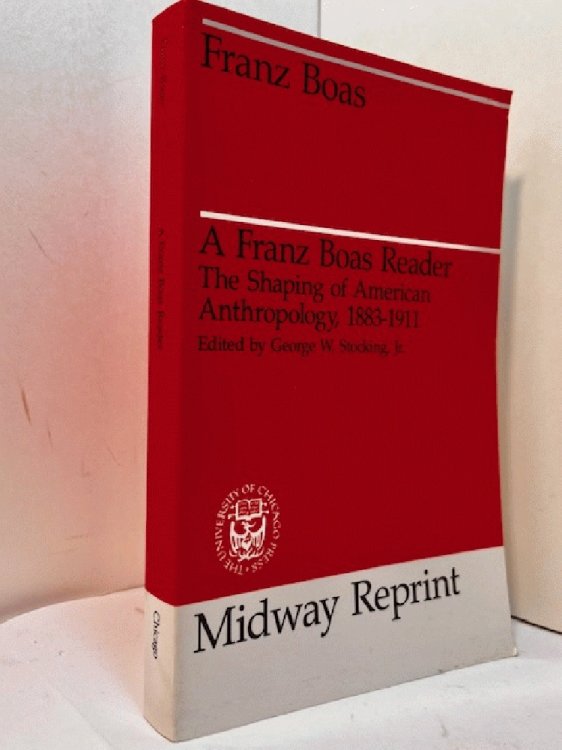 Franz Boas
A Franz Boas Reader
The Shaping of American
Anthropology, 1883-1911
Edited by George W. Stocking, Jr.
THE UNIVERSITY OF CHICAGO PRESS
Midway Reprint
A Franz Boas Reader
Chicago